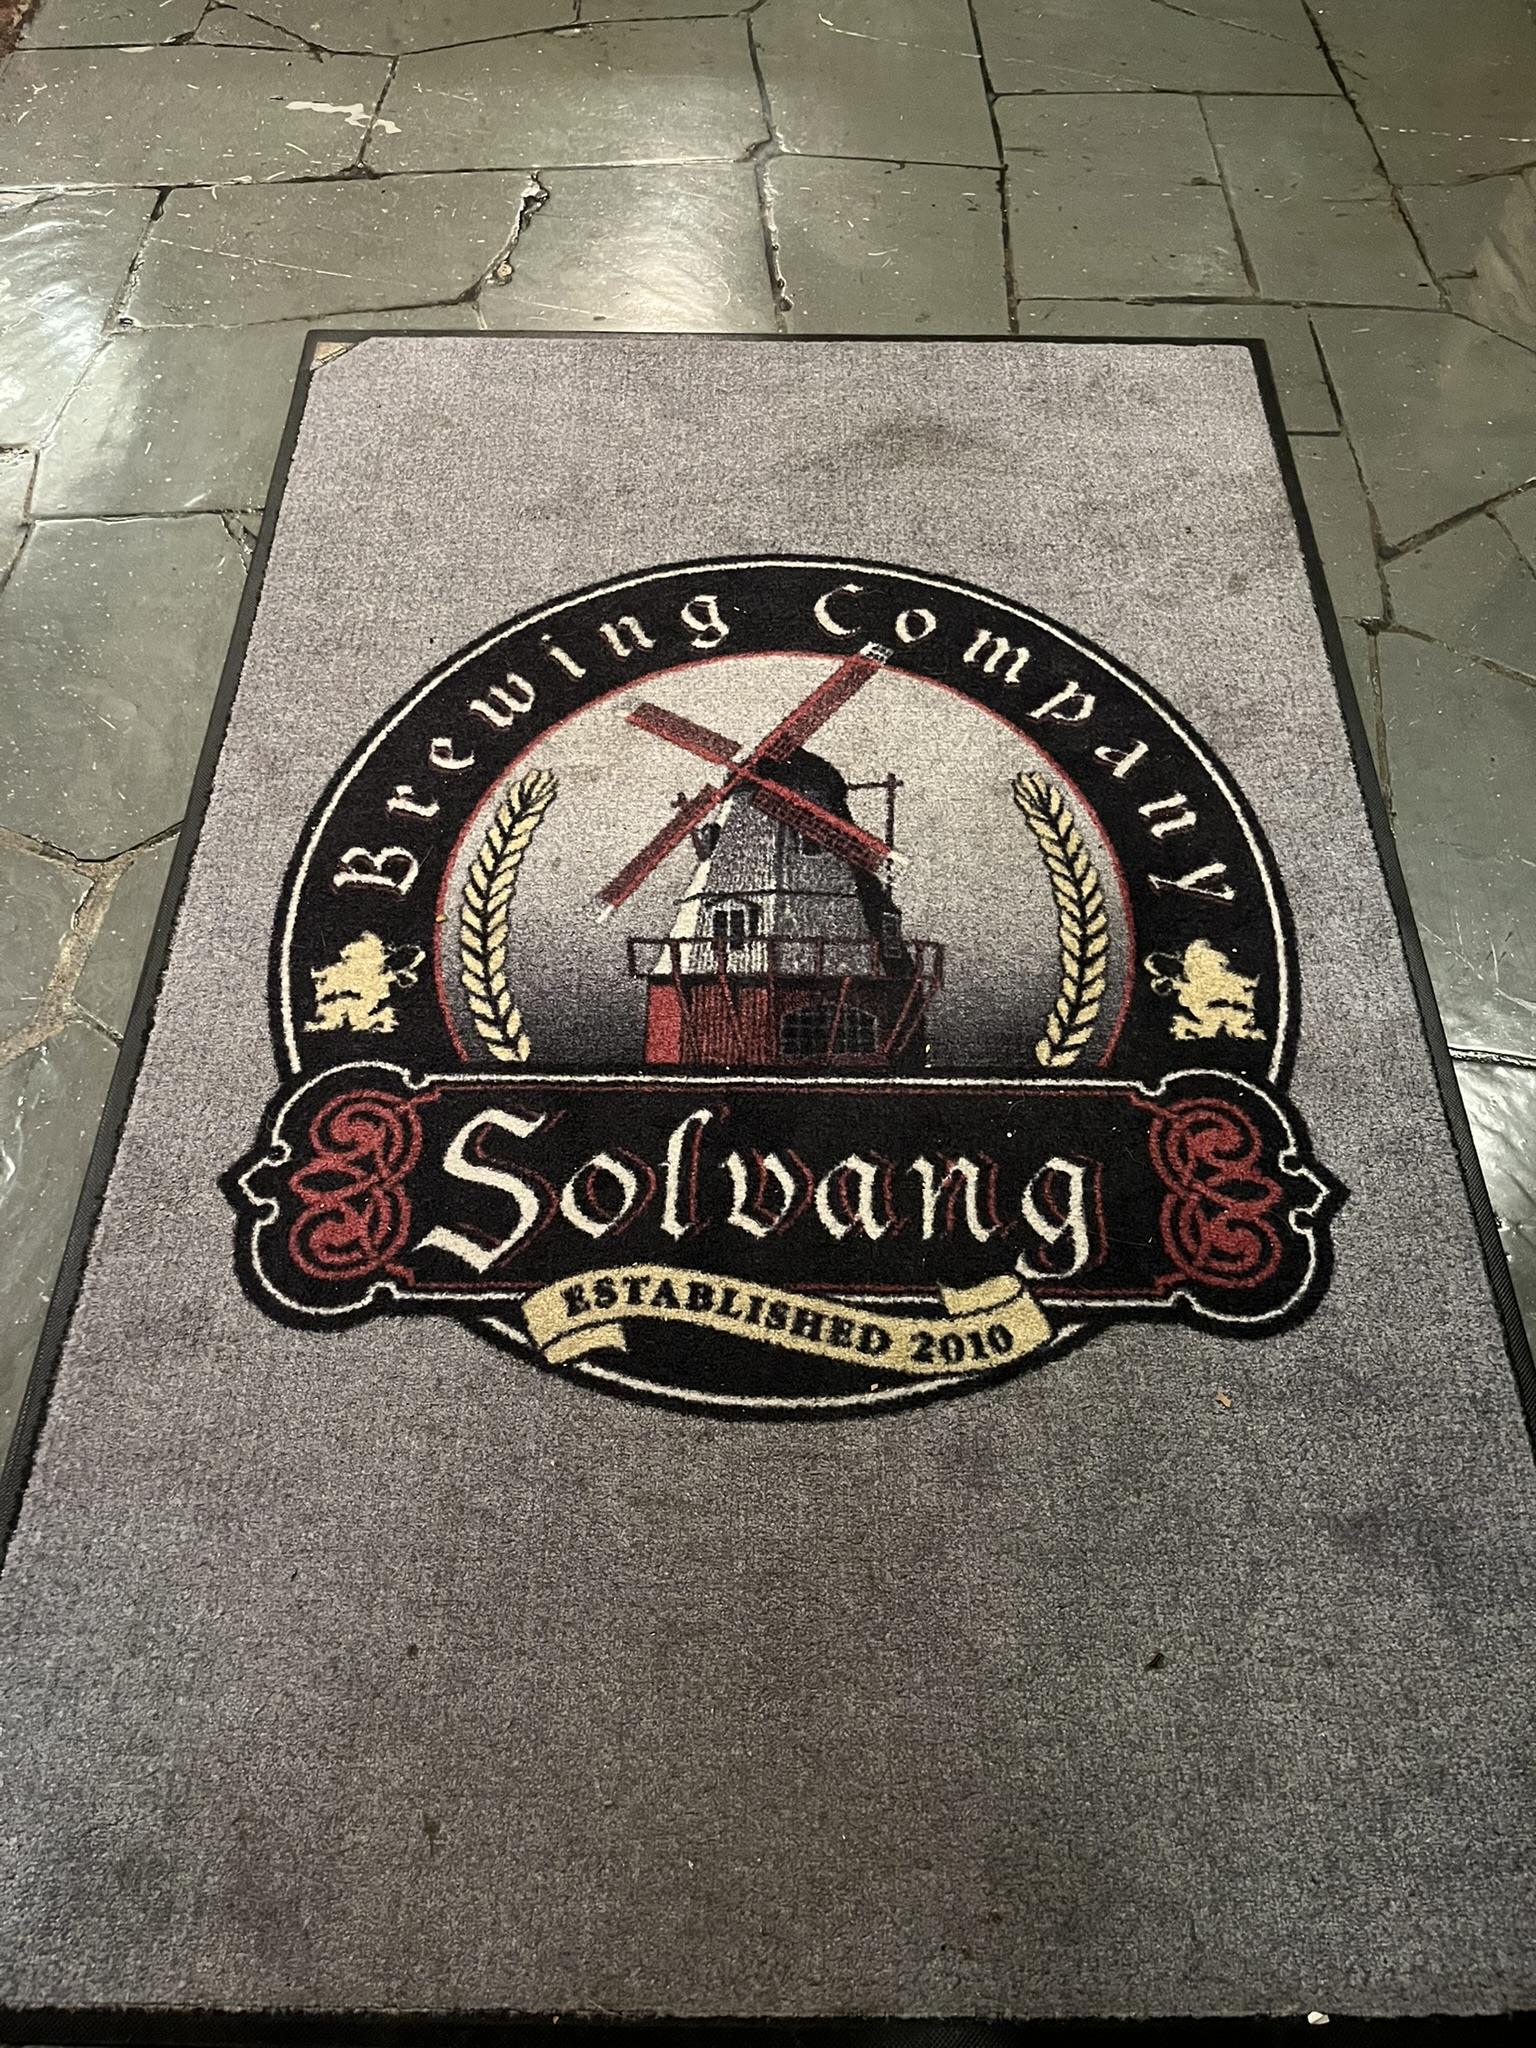 Brewing Company
Solvang
ESTABLISHED 2010